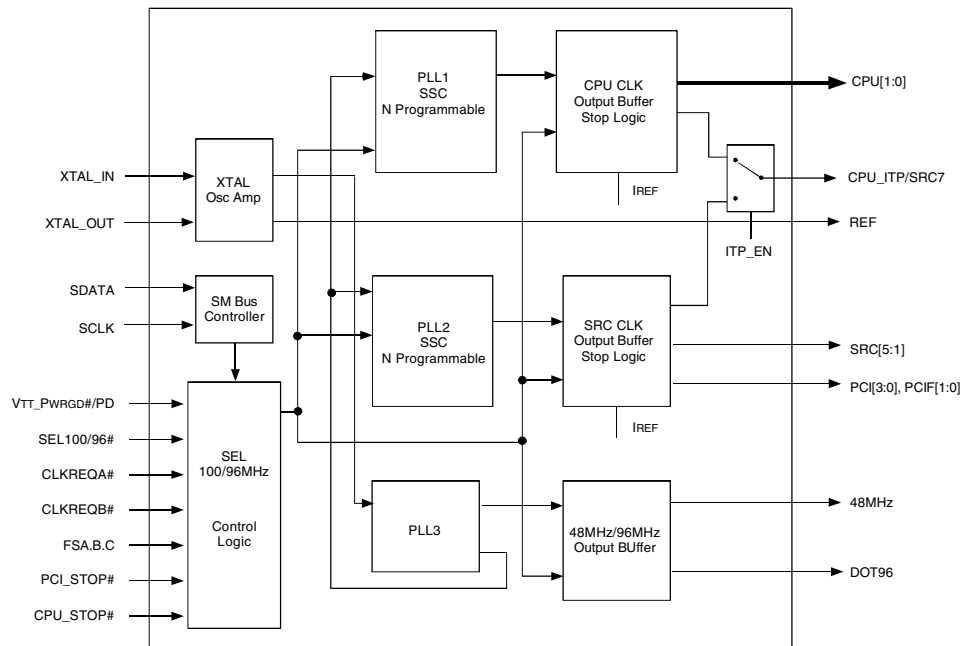 PLL1
SSC
N Programmable
CPU CLK
Output Buffer
Stop Logic
CPU[1:0]
XTAL_IN
XTAL
Osc Amp
XTAL_OUT
IREF
CPU_ITP/SRC7
REF
ITP_EN
SDATA
SCLK
SM Bus
Controller
PLL2
SSC
N Programmable
SRC CLK
Output Buffer
Stop Logic
SRC[5:1]
PCI[3:0], PCIF[1:0]
IREF
VTT_PWRGD#/PD
SEL100/96#
CLKREQA#
CLKREQB#
FSA.B.C
PCI_STOP#
CPU_STOP#
SEL
100/96MHz
Control
Logic
PLL3
48MHz/96MHz
Output BUffer
48MHz
DOT96